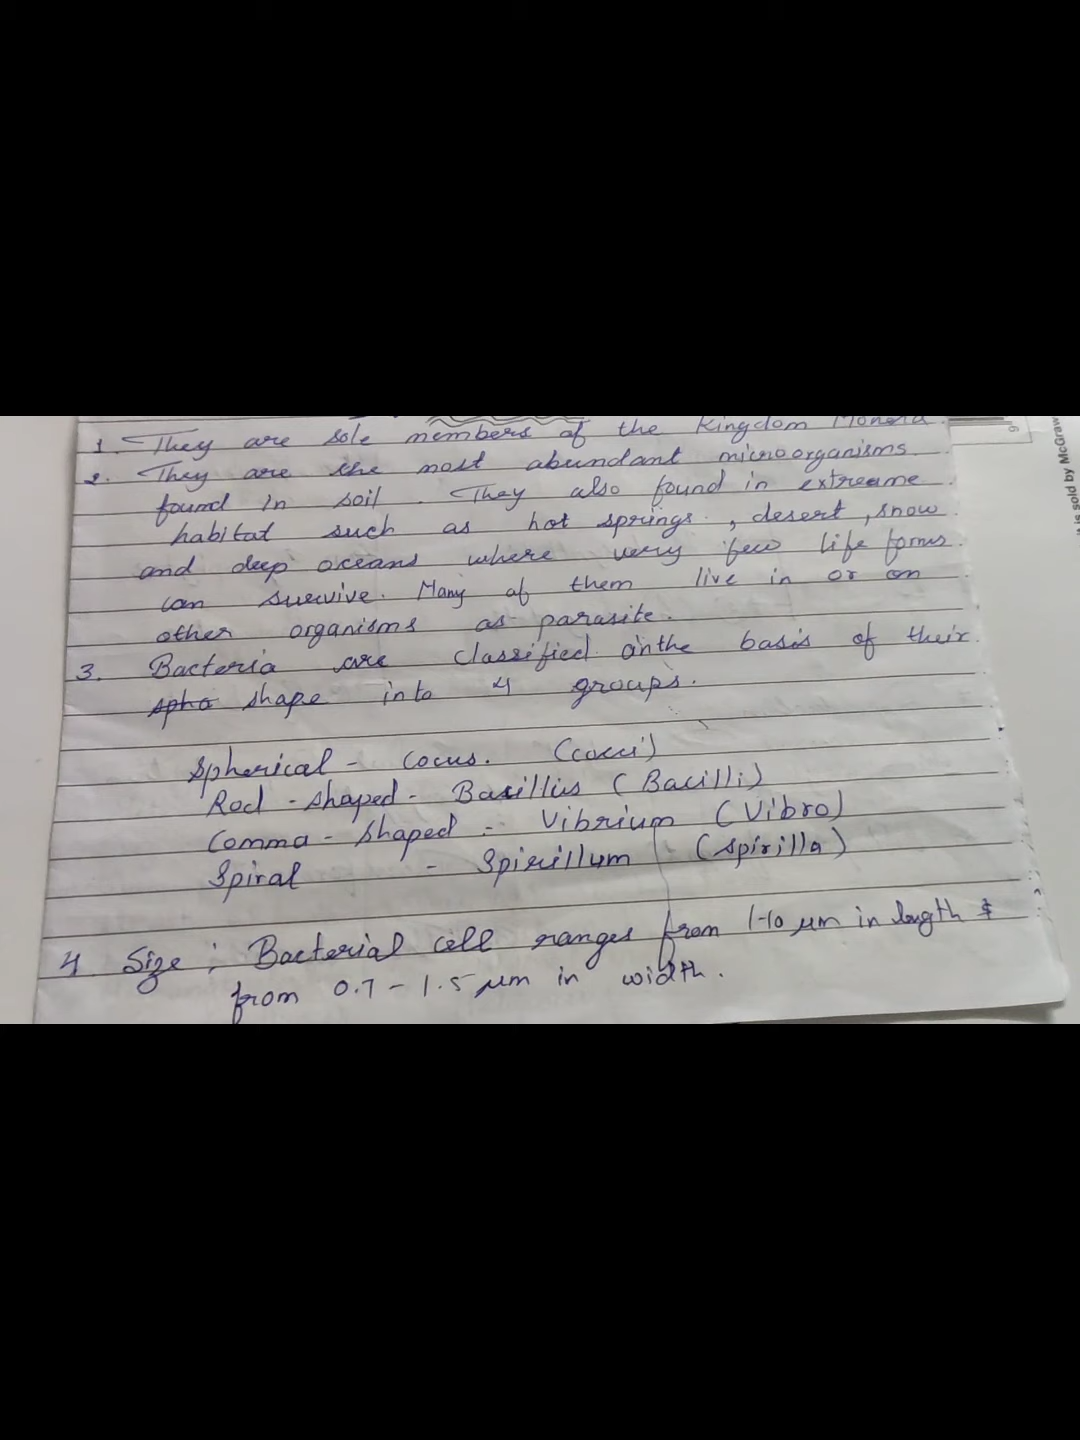 1. They are sole members of the Kingdom Monera.
2. They are the most abundant microorganisms.
found in soil. They also found in extreame
habitat such as hot springs, desert, snow
and deep oceans where very few life forms
can survive. Many of them live in or on
other organisms as parasite.
3. Bacteria are classified on the basis of their
spho shape into 4 groups.
Spherical - Cocus. (cocci)
Rod - shaped - Bacillus (Bacilli)
Comma - shaped - Vibrium (Vibro)
Spiral - Spirillum (spirilla)
4 Size : Bacterial cell ranges from 1-10 µm in length &
from 0.7 - 1.5 µm in width.
is sold by McGraw